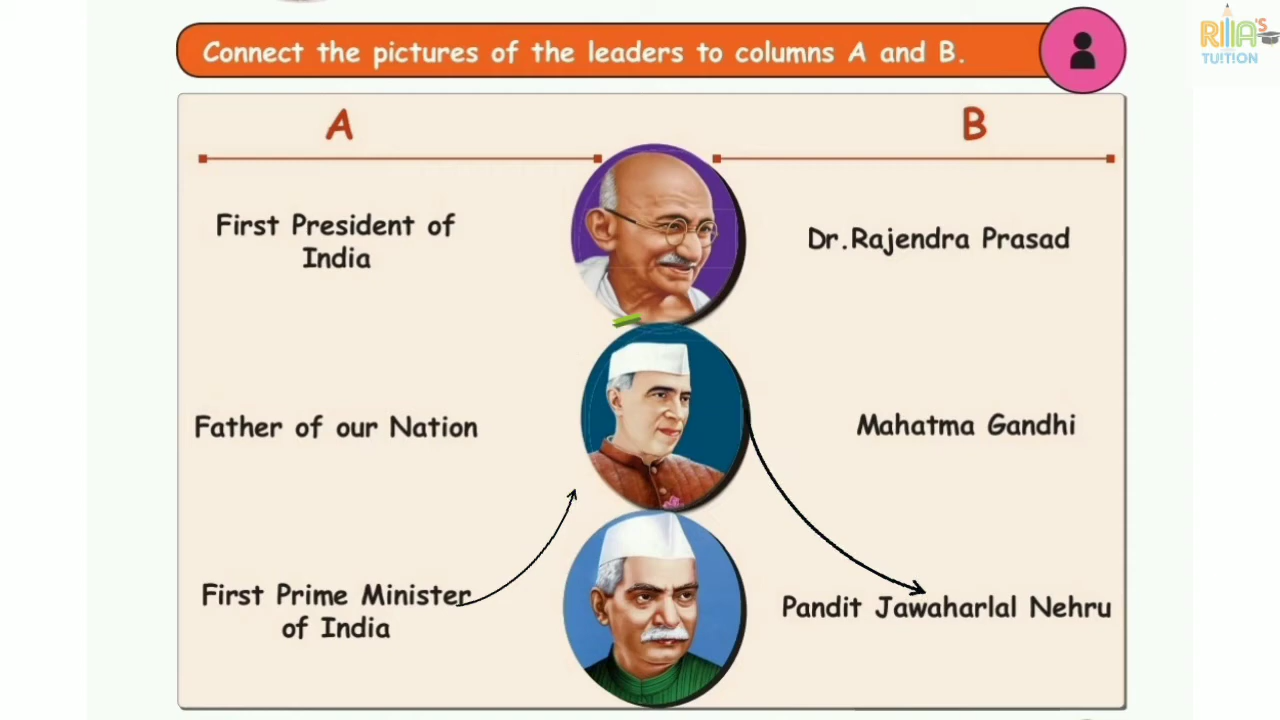 Connect the pictures of the leaders to columns A and B.
RIIA'S
TUITION
A
B
First President of
India
Dr.Rajendra Prasad
Father of our Nation
Mahatma Gandhi
First Prime Minister
of India
Pandit Jawaharlal Nehru